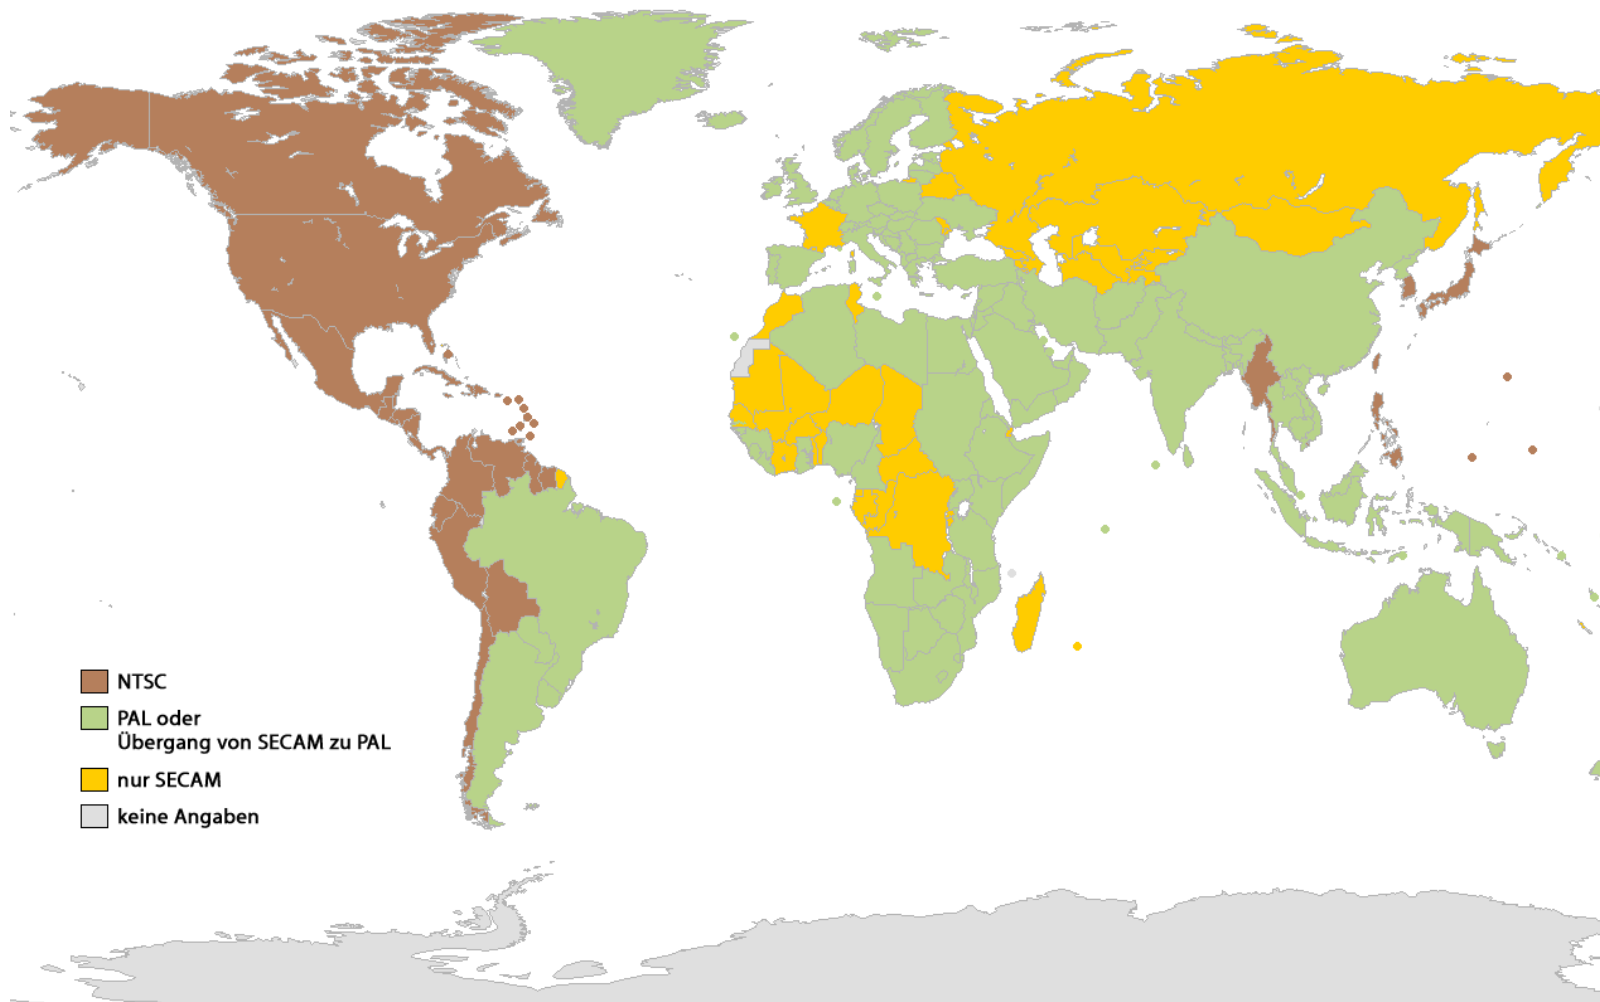 NTSC
PAL oder
Übergang von SECAM zu PAL
nur SECAM
keine Angaben